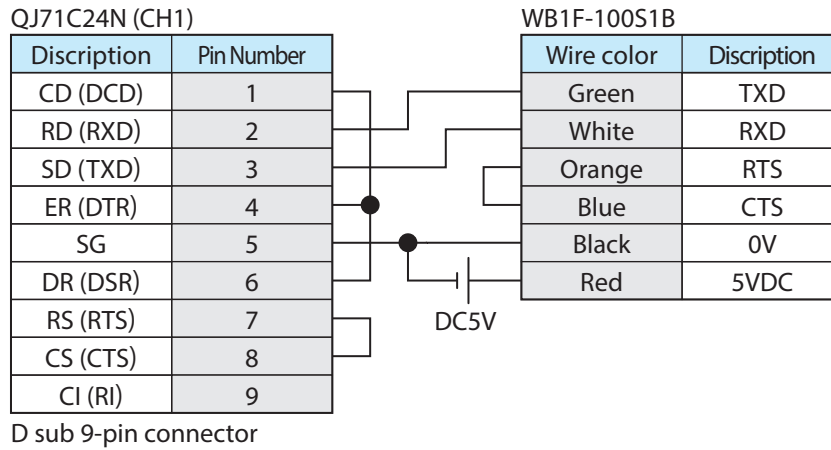 QJ71C24N (CH1)
Discription Pin Number
CD (DCD) 1
RD (RXD) 2
SD (TXD) 3
ER (DTR) 4
SG 5
DR (DSR) 6
RS (RTS) 7
CS (CTS) 8
CI (RI) 9
D sub 9-pin connector
DC5V
WB1F-100S1B
Wire color Discription
Green TXD
White RXD
Orange RTS
Blue CTS
Black 0V
Red 5VDC